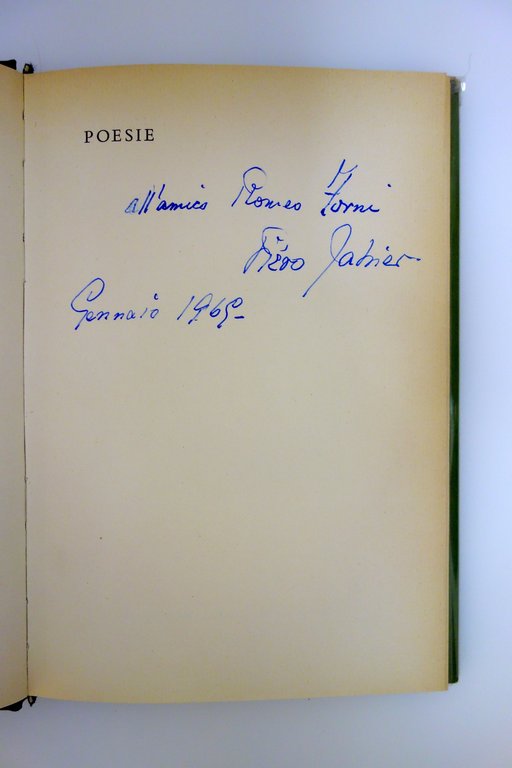 POESIE
all'amico Romeo Forni
Piero Jahier
Gennaio 1965